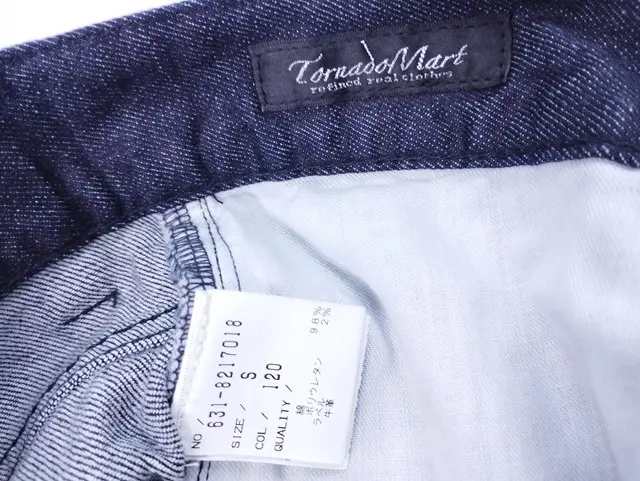 TornadoMart
refined real clothes
NO / 631-8217018
SIZE / S
COL / 120
QUALITY /
綿 98%
ポリウレタン 2%
ラベル
牛革